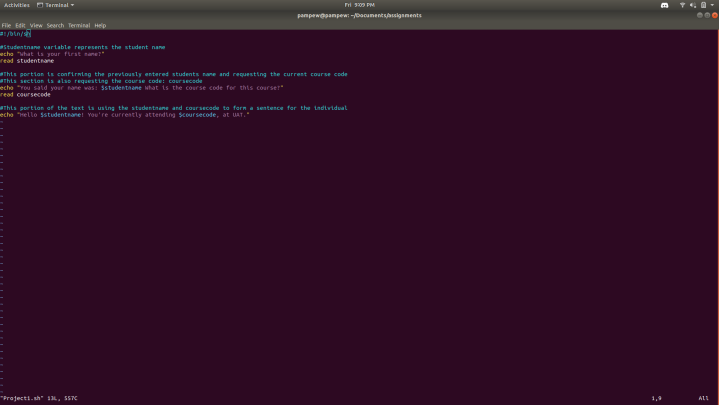 Activities Terminal ▾ Fri 9:09 PM
pampew@pampew: ~/Documents/assignments
File Edit View Search Terminal Help
#!/bin/sh
#Studentname variable represents the student name
echo "What is your first name?"
read studentname
#This portion is confirming the previously entered students name and requesting the current course code
#This section is also requesting the course code: coursecode
echo "You said your name was: $studentname What is the course code for this course?"
read coursecode
#This portion of the text is using the studentname and coursecode to form a sentence for the individual
echo "Hello $studentname! You're currently attending $coursecode, at UAT."
"Project1.sh" 13L, 557C 1,9 All